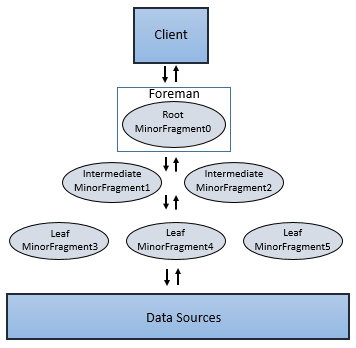 Client
Foreman
Root
MinorFragment0
Intermediate
MinorFragment1
Intermediate
MinorFragment2
Leaf
MinorFragment3
Leaf
MinorFragment4
Leaf
MinorFragment5
Data Sources